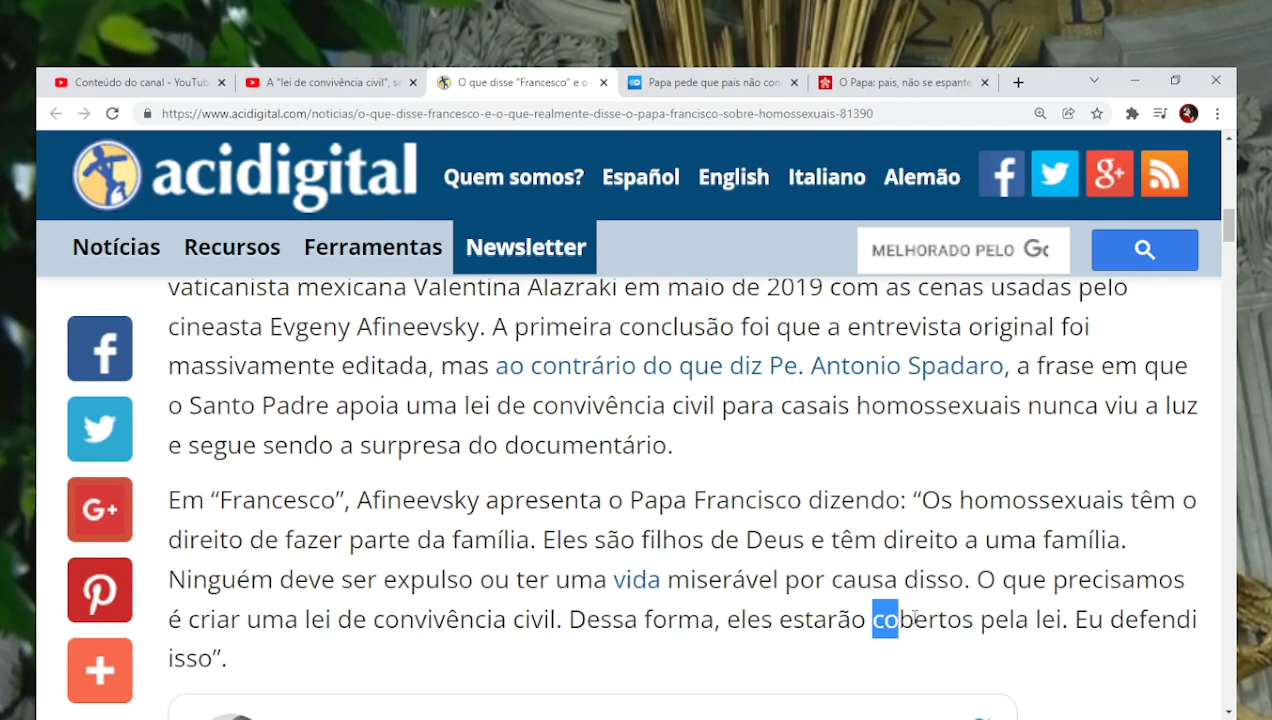 Conteúdo do canal - YouTub
A "lei de convivência civil", se
O que disse "Francesco" e o
Papa pede que pais não con
O Papa: pais, não se espante
https://www.acidigital.com/noticias/o-que-disse-francesco-e-o-que-realmente-disse-o-papa-francisco-sobre-homossexuais-81390
acidigital
Quem somos? Español English Italiano Alemão
Notícias Recursos Ferramentas Newsletter
MELHORADO PELO
vaticanista mexicana Valentina Alazraki em maio de 2019 com as cenas usadas pelo
cineasta Evgeny Afineevsky. A primeira conclusão foi que a entrevista original foi
massivamente editada, mas ao contrário do que diz Pe. Antonio Spadaro, a frase em que
o Santo Padre apoia uma lei de convivência civil para casais homossexuais nunca viu a luz
e segue sendo a surpresa do documentário.
Em “Francesco”, Afineevsky apresenta o Papa Francisco dizendo: “Os homossexuais têm o
direito de fazer parte da família. Eles são filhos de Deus e têm direito a uma família.
Ninguém deve ser expulso ou ter uma vida miserável por causa disso. O que precisamos
é criar uma lei de convivência civil. Dessa forma, eles estarão cobertos pela lei. Eu defendi
isso”.